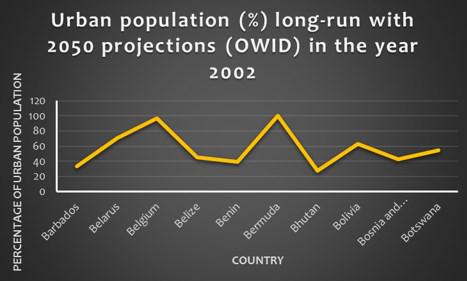 Urban population (%) long-run with
2050 projections (OWID) in the year
2002
PERCENTAGE OF URBAN POPULATION
120
100
80
60
40
20
0
Barbados
Belarus
Belgium
Belize
Benin
Bermuda
Bhutan
Bolivia
Bosnia and...
Botswana
COUNTRY